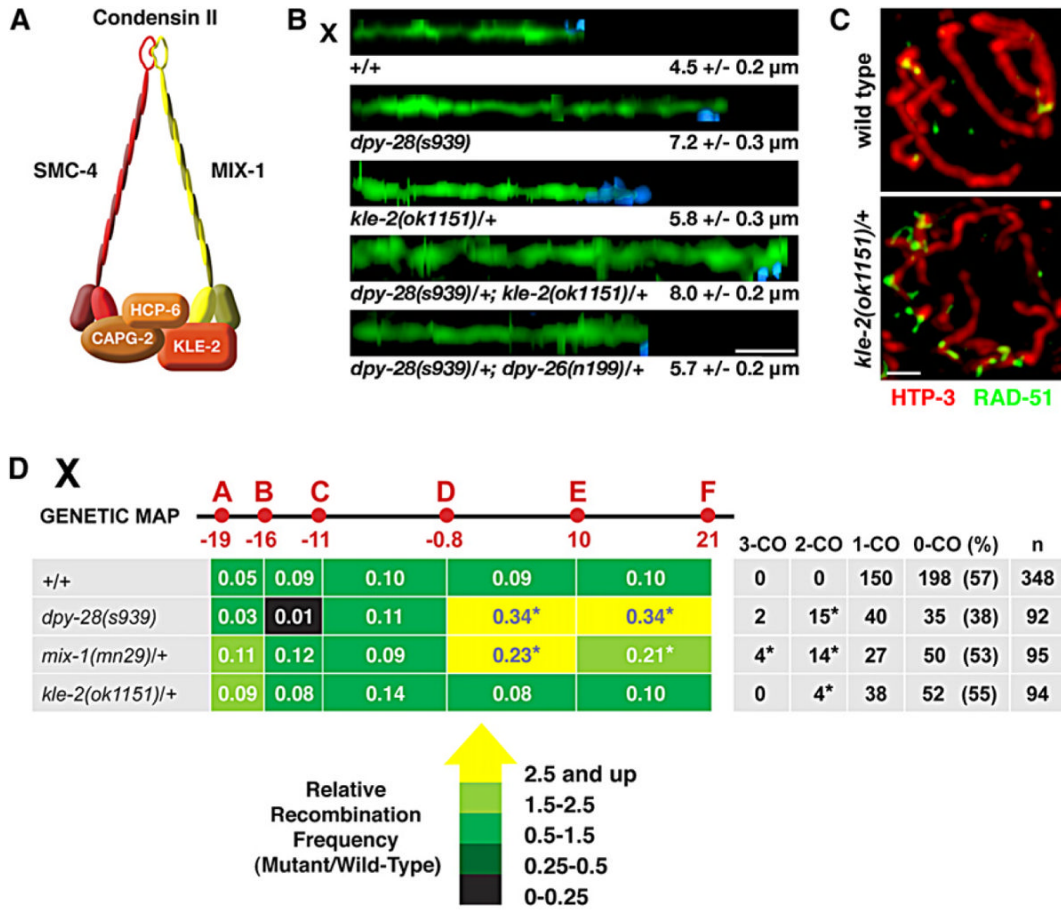 A
Condensin II
SMC-4
MIX-1
HCP-6
CAPG-2
KLE-2
B
X
+/+ 4.5 +/- 0.2 µm
dpy-28(s939) 7.2 +/- 0.3 µm
kle-2(ok1151)/+ 5.8 +/- 0.3 µm
dpy-28(s939)/+; kle-2(ok1151)/+ 8.0 +/- 0.2 µm
dpy-28(s939)/+; dpy-26(n199)/+ 5.7 +/- 0.2 µm
C
wild type
kle-2(ok1151)/+
HTP-3 RAD-51
D X
A B C D E F
GENETIC MAP
-19 -16 -11 -0.8 10 21
3-CO 2-CO 1-CO 0-CO (%) n
+/+ 0.05 0.09 0.10 0.09 0.10 0 0 150 198 (57) 348
dpy-28(s939) 0.03 0.01 0.11 0.34* 0.34* 2 15* 40 35 (38) 92
mix-1(mn29)/+ 0.11 0.12 0.09 0.23* 0.21* 4* 14* 27 50 (53) 95
kle-2(ok1151)/+ 0.09 0.08 0.14 0.08 0.10 0 4* 38 52 (55) 94
Relative
Recombination
Frequency
(Mutant/Wild-Type)
2.5 and up
1.5-2.5
0.5-1.5
0.25-0.5
0-0.25